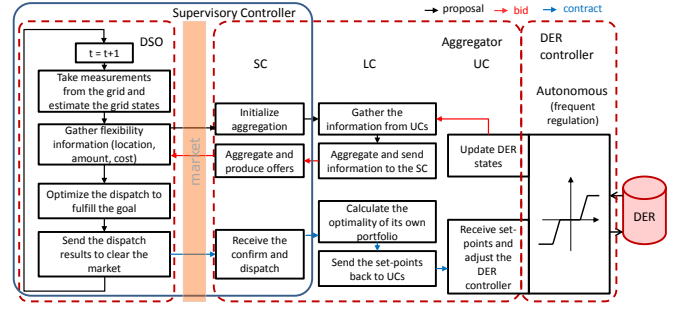 Supervisory Controller
proposal
bid
contract
DSO
Aggregator
DER
controller
SC
LC
UC
t = t+1
Take measurements
from the grid and
estimate the grid states
Gather flexibility
information (location,
amount, cost)
Optimize the dispatch to
fulfill the goal
Send the dispatch
results to clear the
market
market
Initialize
aggregation
Aggregate and
produce offers
Receive the
confirm and
dispatch
Gather the
information from UCs
Aggregate and send
information to the SC
Calculate the
optimality of its own
portfolio
Send the set-points
back to UCs
Update DER
states
Receive set-
points and
adjust the DER
controller
Autonomous
(frequent
regulation)
DER